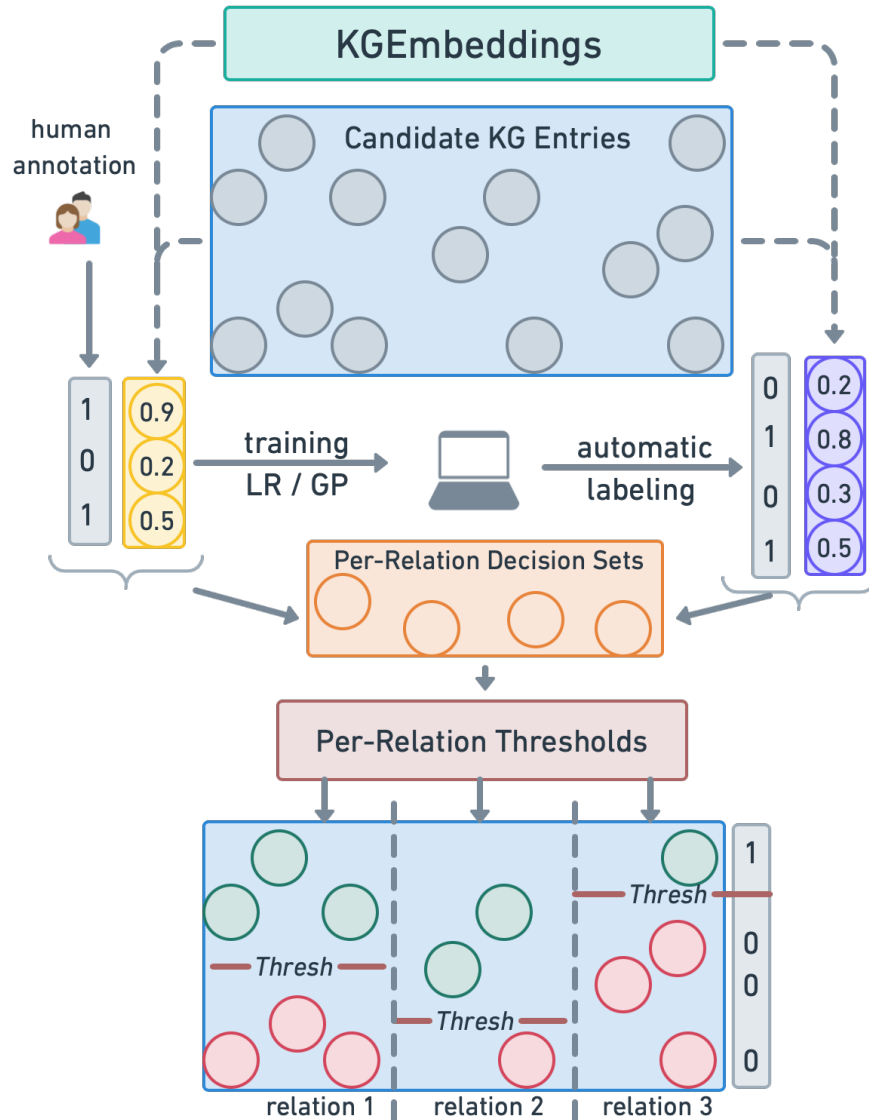 KGEmbeddings
human
annotation
Candidate KG Entries
1
0
1
0.9
0.2
0.5
training
LR / GP
automatic
labeling
0
1
0
1
0.2
0.8
0.3
0.5
Per-Relation Decision Sets
Per-Relation Thresholds
Thresh
Thresh
Thresh
1
0
0
0
relation 1
relation 2
relation 3